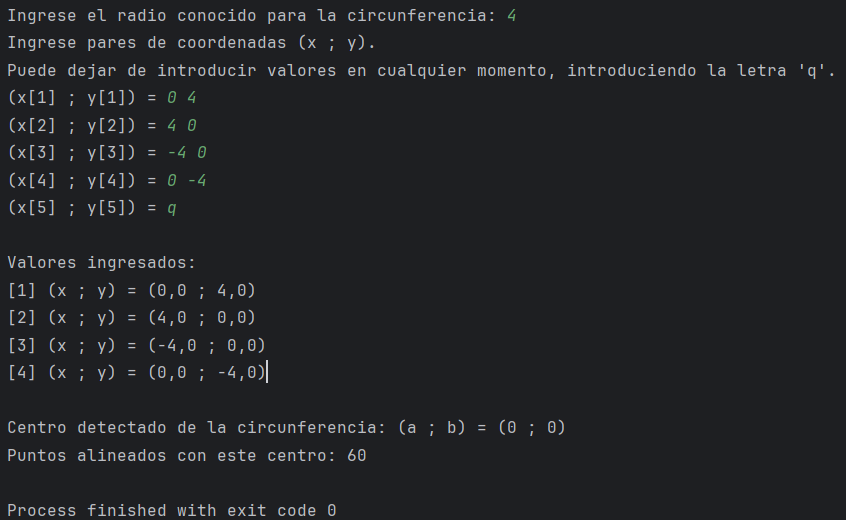 Ingrese el radio conocido para la circunferencia: 4
Ingrese pares de coordenadas (x ; y).
Puede dejar de introducir valores en cualquier momento, introduciendo la letra 'q'.
(x[1] ; y[1]) = 0 4
(x[2] ; y[2]) = 4 0
(x[3] ; y[3]) = -4 0
(x[4] ; y[4]) = 0 -4
(x[5] ; y[5]) = q
Valores ingresados:
[1] (x ; y) = (0,0 ; 4,0)
[2] (x ; y) = (4,0 ; 0,0)
[3] (x ; y) = (-4,0 ; 0,0)
[4] (x ; y) = (0,0 ; -4,0)
Centro detectado de la circunferencia: (a ; b) = (0 ; 0)
Puntos alineados con este centro: 60
Process finished with exit code 0